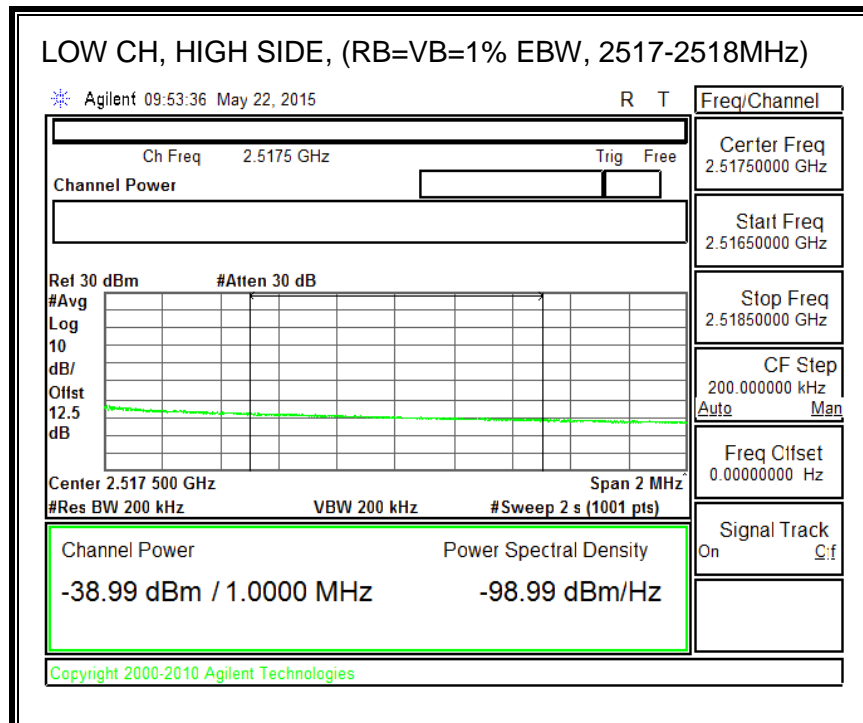 LOW CH, HIGH SIDE, (RB=VB=1% EBW, 2517-2518MHz)
Agilent 09:53:36 May 22, 2015 R T
Freq/Channel
Ch Freq 2.5175 GHz Trig Free
Channel Power
Center Freq
2.51750000 GHz
Start Freq
2.51650000 GHz
Stop Freq
2.51850000 GHz
CF Step
200.000000 kHz
Auto Man
Freq Offset
0.00000000 Hz
Signal Track
On Off
Ref 30 dBm #Atten 30 dB
#Avg
Log
10
dB/
Offst
12.5
dB
Center 2.517 500 GHz Span 2 MHz^
#Res BW 200 kHz VBW 200 kHz #Sweep 2 s (1001 pts)
Channel Power Power Spectral Density
-38.99 dBm / 1.0000 MHz -98.99 dBm/Hz
Copyright 2000-2010 Agilent Technologies